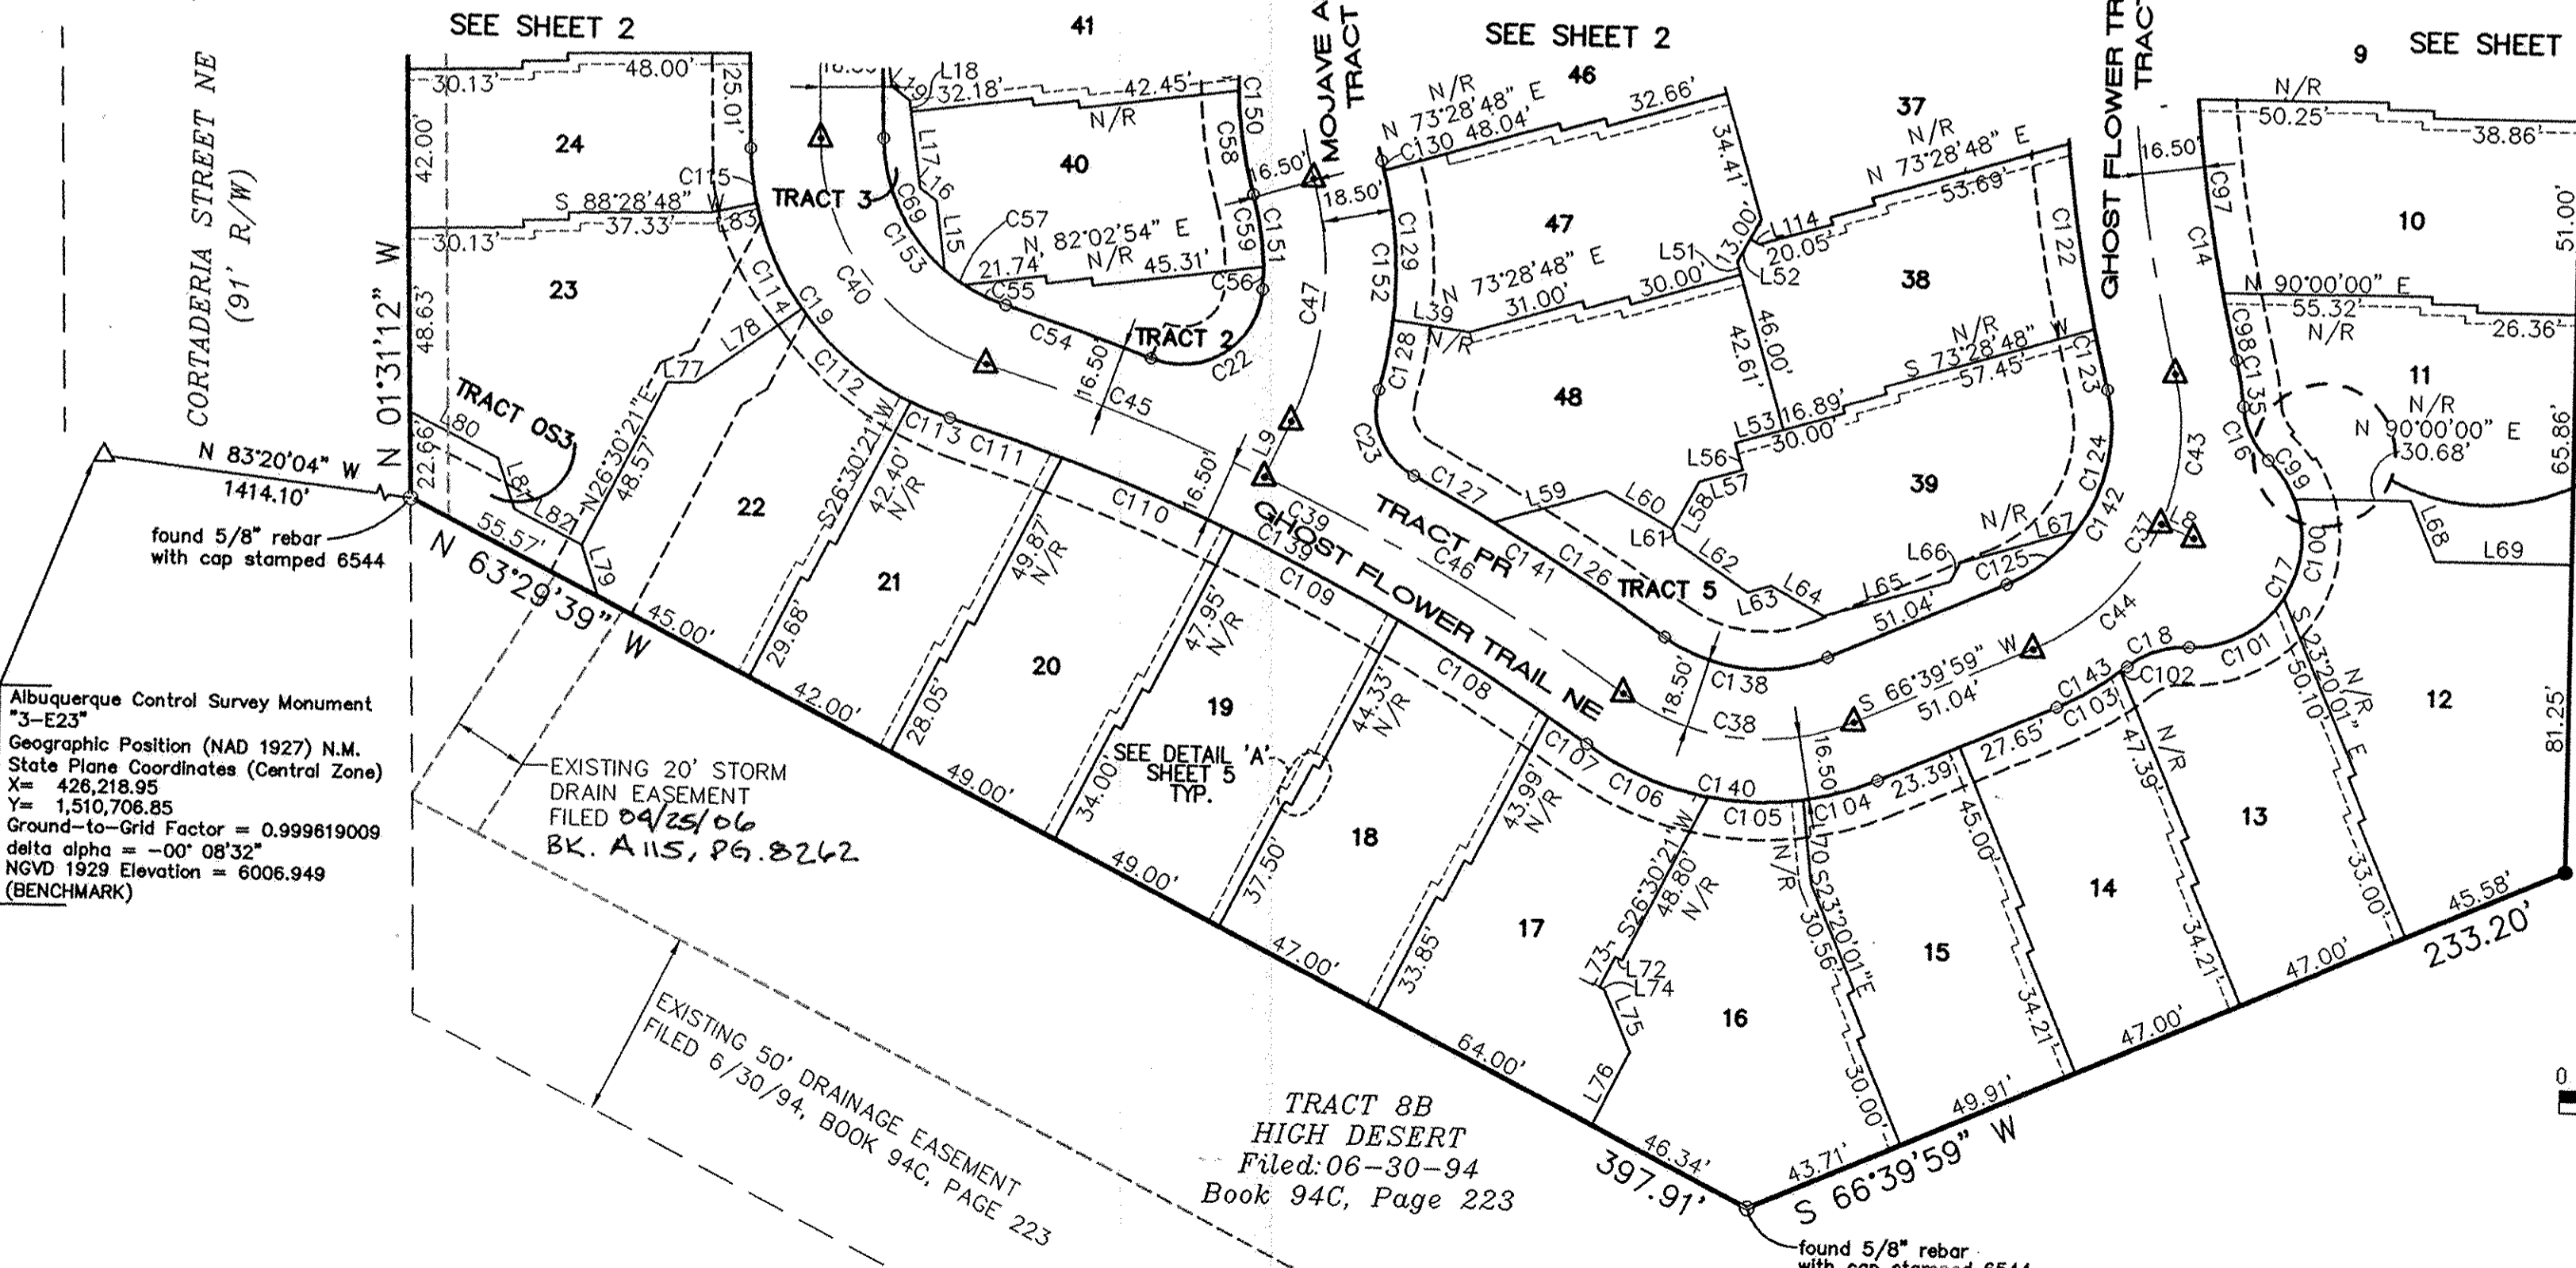 SEE SHEET 2
41
MOJAVE A
TRACT
SEE SHEET 2
GHOST FLOWER TR
TRACT
9
SEE SHEET
CORTADERIA STREET NE
(91' R/W)
N 01°31'12" W
30.13'
48.00'
25.01'
42.00'
24
C115
S 88°28'48" W
37.33'
L83
30.13'
48.63'
23
C114
C19
L78
L77
C112
TRACT OS3
L80
L81
L82
L79
22.66'
N26°30'21"E
48.57'
N 83°20'04" W
1414.10'
found 5/8" rebar
with cap stamped 6544
55.57'
N 63°29'39" W
TRACT 3
L18
32.18'
42.45'
N/R
L17
L16
L15
40
C69
C153
C57
N 82°02'54" E
N/R
21.74'
45.31'
C55
C56
C54
TRACT 2
C22
C150
C58
C59
C151
C40
C45
16.50'
16.50'
18.50'
C47
L9
46
N/R
N 73°28'48" E
C130
48.04'
32.66'
34.41'
47
C129
C152
N 73°28'48" E
31.00'
30.00'
L39
N/R
L51
13.00'
L52
L114
20.05'
37
N/R
N 73°28'48" E
53.69'
C122
38
46.00'
42.61'
N/R
S 73°28'48" W
57.45'
C123
C128
48
C23
C127
L53
16.89'
30.00'
L56
L57
L58
L59
L60
L61
L62
L63
L64
L65
L66
L67
N/R
39
C124
C142
C125
C126
C141
TRACT 5
51.04'
TRACT PR
GHOST FLOWER TRAIL NE
C39
C46
C139
16.50'
C138
18.50'
C38
S 66°39'59" W
51.04'
C44
C37
L8
C43
16.50'
C97
C14
N/R
50.25'
38.86'
10
51.00'
N 90°00'00" E
55.32'
N/R
26.36'
C98
C135
C16
C99
11
N/R
N 90°00'00" E
30.68'
65.86'
L68
L69
C100
C17
C101
C18
C102
C143
C103
S 23°20'01" E
50.10'
N/R
12
81.25'
C113
C111
C110
C109
C108
C107
C106
C140
C105
C104
16.50'
23.39'
27.65'
S26°30'21"W
42.40'
N/R
22
45.00'
29.68'
21
49.87'
N/R
42.00'
28.05'
20
47.95'
N/R
49.00'
34.00'
19
SEE DETAIL 'A'
SHEET 5
TYP.
44.33'
N/R
49.00'
37.50'
18
43.99'
N/R
47.00'
33.85'
17
S26°30'21"W
48.80'
N/R
L73
L72
L74
L75
L76
64.00'
16
N/R
L70
S23°20'01"E
30.56'
30.00'
46.34'
43.71'
15
45.00'
34.21'
49.91'
14
47.39'
N/R
34.21'
47.00'
13
33.00'
47.00'
45.58'
233.20'
S 66°39'59" W
397.91'
found 5/8" rebar
with cap stamped 6544
0
Albuquerque Control Survey Monument
"3-E23"
Geographic Position (NAD 1927) N.M.
State Plane Coordinates (Central Zone)
X= 426,218.95
Y= 1,510,706.85
Ground-to-Grid Factor = 0.999619009
delta alpha = -00° 08'32"
NGVD 1929 Elevation = 6006.949
(BENCHMARK)
EXISTING 20' STORM
DRAIN EASEMENT
FILED 04/25/06
BK. A115, PG. 8262
EXISTING 50' DRAINAGE EASEMENT
FILED 6/30/94, BOOK 94C, PAGE 223
TRACT 8B
HIGH DESERT
Filed: 06-30-94
Book 94C, Page 223